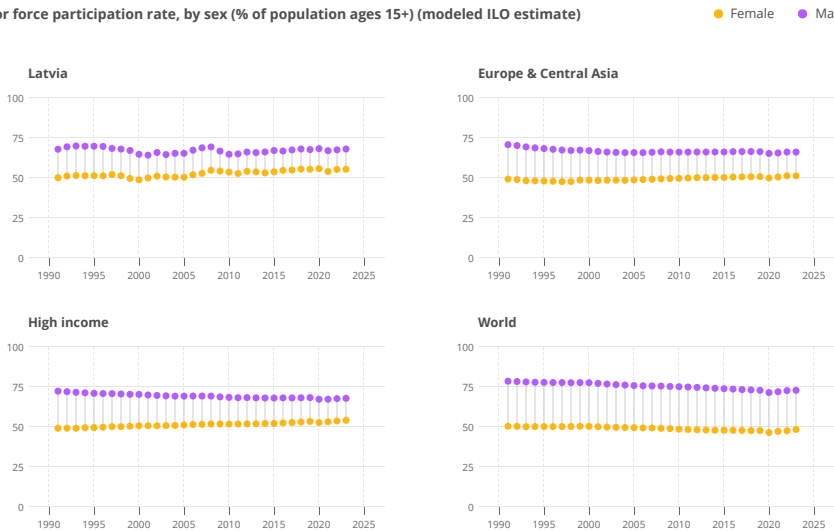 or force participation rate, by sex (% of population ages 15+) (modeled ILO estimate)
Female Ma
Latvia
100
75
50
25
0
1990 1995 2000 2005 2010 2015 2020 2025
Europe & Central Asia
100
75
50
25
0
1990 1995 2000 2005 2010 2015 2020 2025
High income
100
75
50
25
0
1990 1995 2000 2005 2010 2015 2020 2025
World
100
75
50
25
0
1990 1995 2000 2005 2010 2015 2020 2025